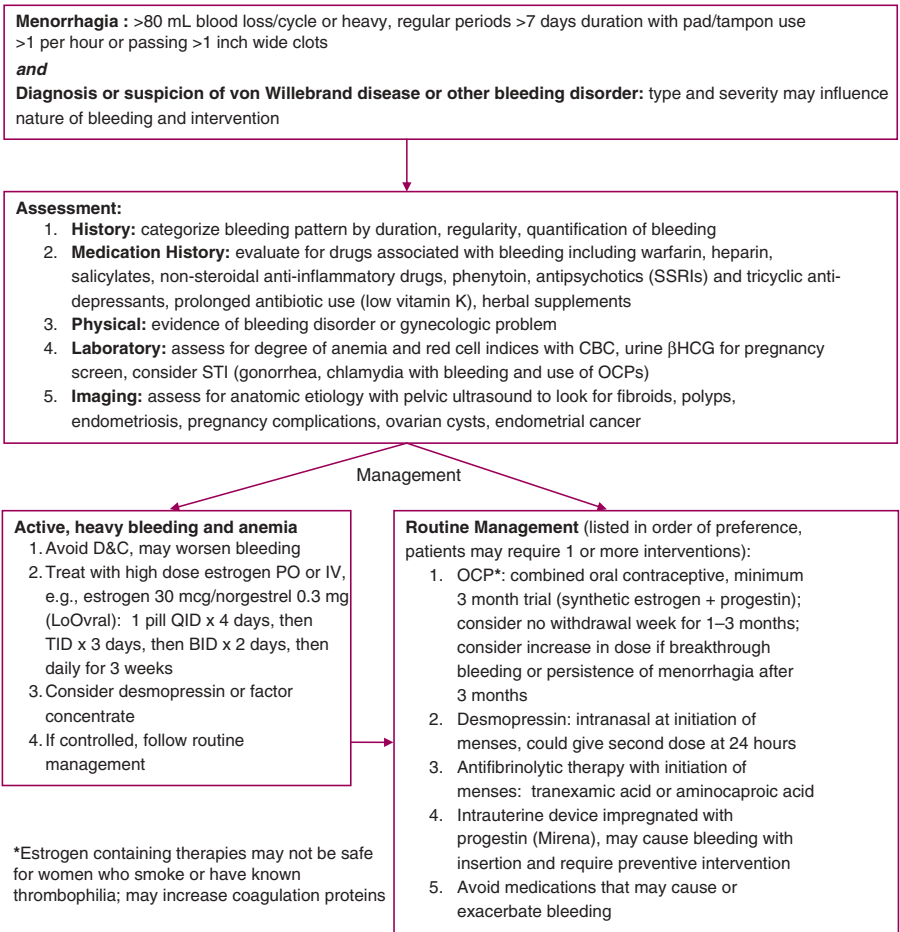 Menorrhagia : >80 mL blood loss/cycle or heavy, regular periods >7 days duration with pad/tampon use
>1 per hour or passing >1 inch wide clots
and
Diagnosis or suspicion of von Willebrand disease or other bleeding disorder: type and severity may influence
nature of bleeding and intervention
Assessment:
1. History: categorize bleeding pattern by duration, regularity, quantification of bleeding
2. Medication History: evaluate for drugs associated with bleeding including warfarin, heparin,
salicylates, non-steroidal anti-inflammatory drugs, phenytoin, antipsychotics (SSRIs) and tricyclic anti-
depressants, prolonged antibiotic use (low vitamin K), herbal supplements
3. Physical: evidence of bleeding disorder or gynecologic problem
4. Laboratory: assess for degree of anemia and red cell indices with CBC, urine βHCG for pregnancy
screen, consider STI (gonorrhea, chlamydia with bleeding and use of OCPs)
5. Imaging: assess for anatomic etiology with pelvic ultrasound to look for fibroids, polyps,
endometriosis, pregnancy complications, ovarian cysts, endometrial cancer
Management
Active, heavy bleeding and anemia
1. Avoid D&C, may worsen bleeding
2. Treat with high dose estrogen PO or IV,
e.g., estrogen 30 mcg/norgestrel 0.3 mg
(LoOvral): 1 pill QID x 4 days, then
TID x 3 days, then BID x 2 days, then
daily for 3 weeks
3. Consider desmopressin or factor
concentrate
4. If controlled, follow routine
management
Routine Management (listed in order of preference,
patients may require 1 or more interventions):
1. OCP*: combined oral contraceptive, minimum
3 month trial (synthetic estrogen + progestin);
consider no withdrawal week for 1–3 months;
consider increase in dose if breakthrough
bleeding or persistence of menorrhagia after
3 months
2. Desmopressin: intranasal at initiation of
menses, could give second dose at 24 hours
3. Antifibrinolytic therapy with initiation of
menses: tranexamic acid or aminocaproic acid
4. Intrauterine device impregnated with
progestin (Mirena), may cause bleeding with
insertion and require preventive intervention
5. Avoid medications that may cause or
exacerbate bleeding
*Estrogen containing therapies may not be safe
for women who smoke or have known
thrombophilia; may increase coagulation proteins